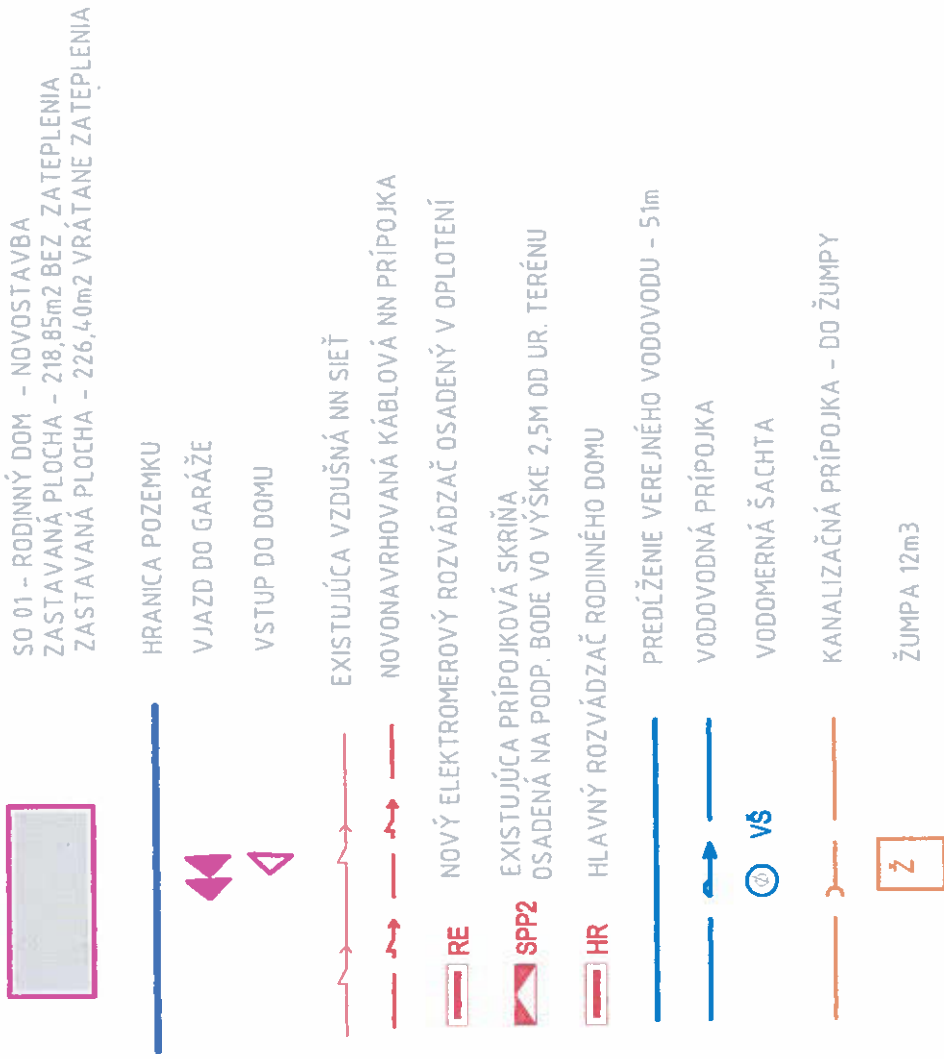 SO 01 - RODINNÝ DOM - NOVOSTAVBA
ZASTAVANÁ PLOCHA - 218,85m2 BEZ ZATEPLENIA
ZASTAVANÁ PLOCHA - 226,40m2 VRÁTANE ZATEPLENIA
HRANICA POZEMKU
VJAZD DO GARÁŽE
VSTUP DO DOMU
EXISTUJÚCA VZDUŠNÁ NN SIEŤ
NOVONAVRHOVANÁ KÁBLOVÁ NN PRÍPOJKA
RE NOVÝ ELEKTROMEROVÝ ROZVÁDZAČ OSADENÝ V OPLOTENÍ
SPP2 EXISTUJÚCA PRÍPOJKOVÁ SKRIŇA
OSADENÁ NA PODP. BODE VO VÝŠKE 2,5M OD UR. TERÉNU
HR HLAVNÝ ROZVÁDZAČ RODINNÉHO DOMU
PREDĹŽENIE VEREJNÉHO VODOVODU - 51m
VODOVODNÁ PRÍPOJKA
VŠ VODOMERNÁ ŠACHTA
KANALIZAČNÁ PRÍPOJKA - DO ŽUMPY
Ž ŽUMPA 12m3